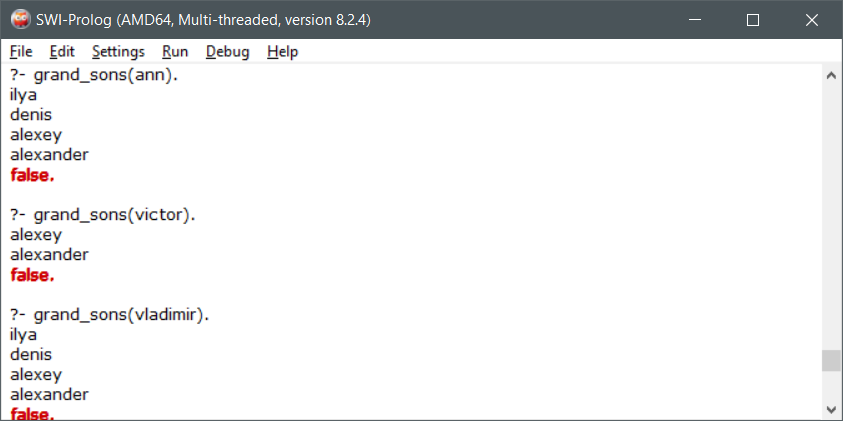 SWI-Prolog (AMD64, Multi-threaded, version 8.2.4)
File Edit Settings Run Debug Help
?- grand_sons(ann).
ilya
denis
alexey
alexander
false.
?- grand_sons(victor).
alexey
alexander
false.
?- grand_sons(vladimir).
ilya
denis
alexey
alexander
false.